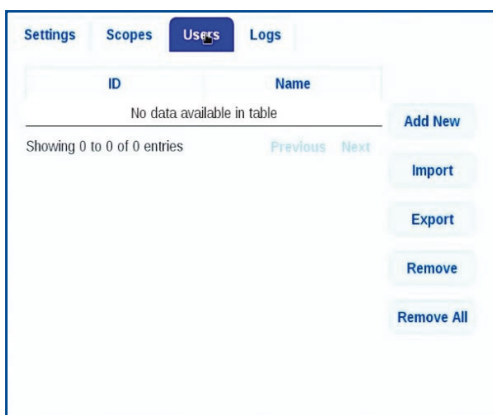 Settings Scopes Users Logs
ID Name
No data available in table
Showing 0 to 0 of 0 entries Previous Next
Add New
Import
Export
Remove
Remove All